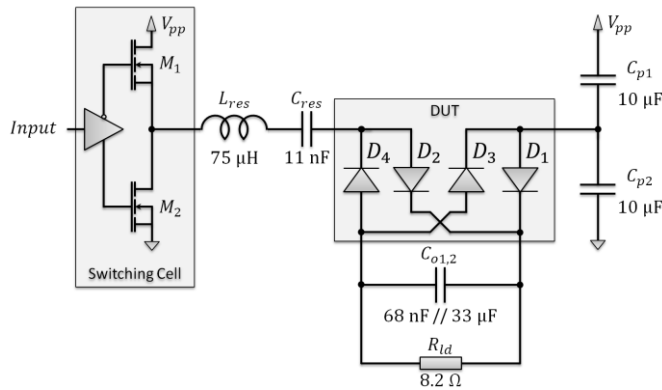 V_pp
M_1
Input
M_2
Switching Cell
L_res
75 µH
C_res
11 nF
DUT
D_4
D_2
D_3
D_1
C_o1,2
68 nF // 33 µF
R_ld
8.2 Ω
V_pp
C_p1
10 µF
C_p2
10 µF